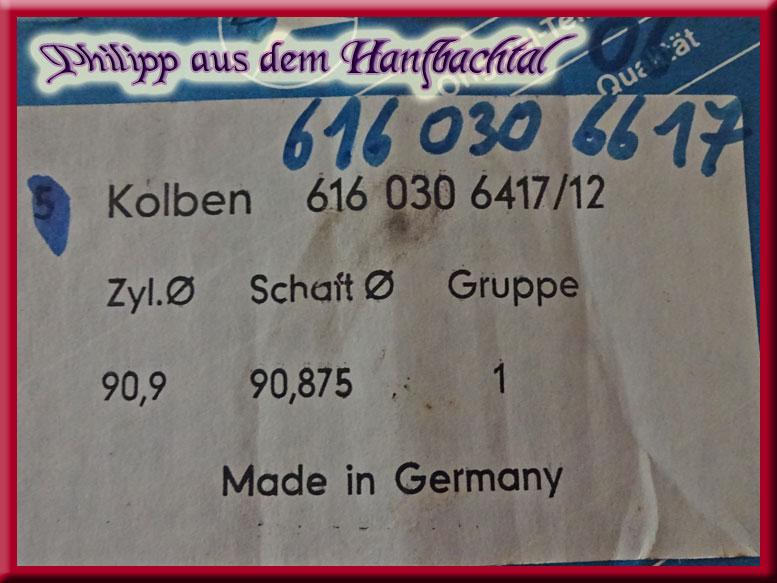 Philipp aus dem Hanfbachtal
Qualität
616 030 6617
5 Kolben 616 030 6417/12
Zyl.Ø Schaft Ø Gruppe
90,9 90,875 1
Made in Germany